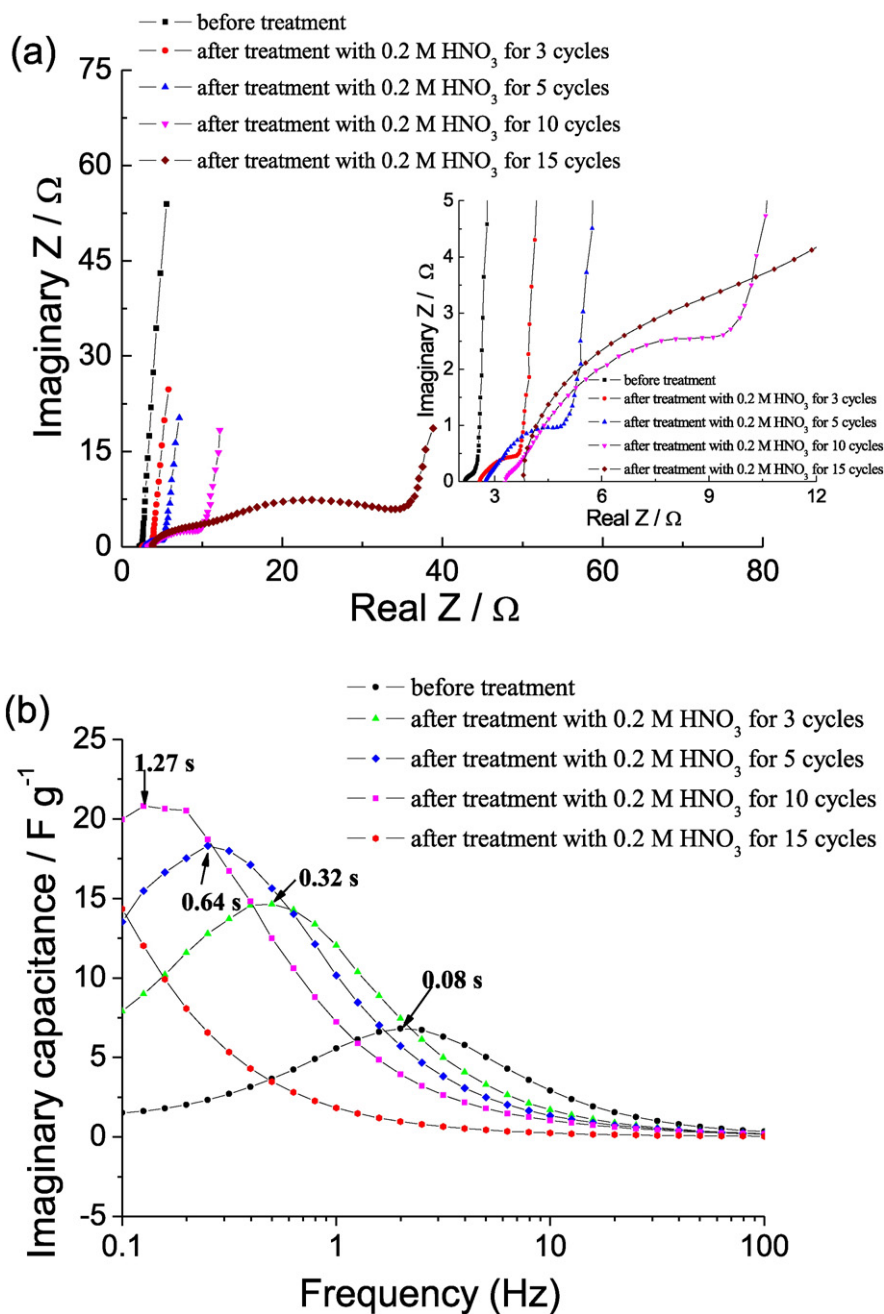 (a)
before treatment
after treatment with 0.2 M HNO₃ for 3 cycles
after treatment with 0.2 M HNO₃ for 5 cycles
after treatment with 0.2 M HNO₃ for 10 cycles
after treatment with 0.2 M HNO₃ for 15 cycles
Imaginary Z / Ω
75
60
45
30
15
0
0
20
40
60
80
Real Z / Ω
Imaginary Z / Ω
5
4
3
2
1
0
before treatment
after treatment with 0.2 M HNO₃ for 3 cycles
after treatment with 0.2 M HNO₃ for 5 cycles
after treatment with 0.2 M HNO₃ for 10 cycles
after treatment with 0.2 M HNO₃ for 15 cycles
3
6
9
12
Real Z / Ω
(b)
before treatment
after treatment with 0.2 M HNO₃ for 3 cycles
after treatment with 0.2 M HNO₃ for 5 cycles
after treatment with 0.2 M HNO₃ for 10 cycles
after treatment with 0.2 M HNO₃ for 15 cycles
Imaginary capacitance / F g⁻¹
25
20
15
10
5
0
-5
1.27 s
0.64 s
0.32 s
0.08 s
0.1
1
10
100
Frequency (Hz)